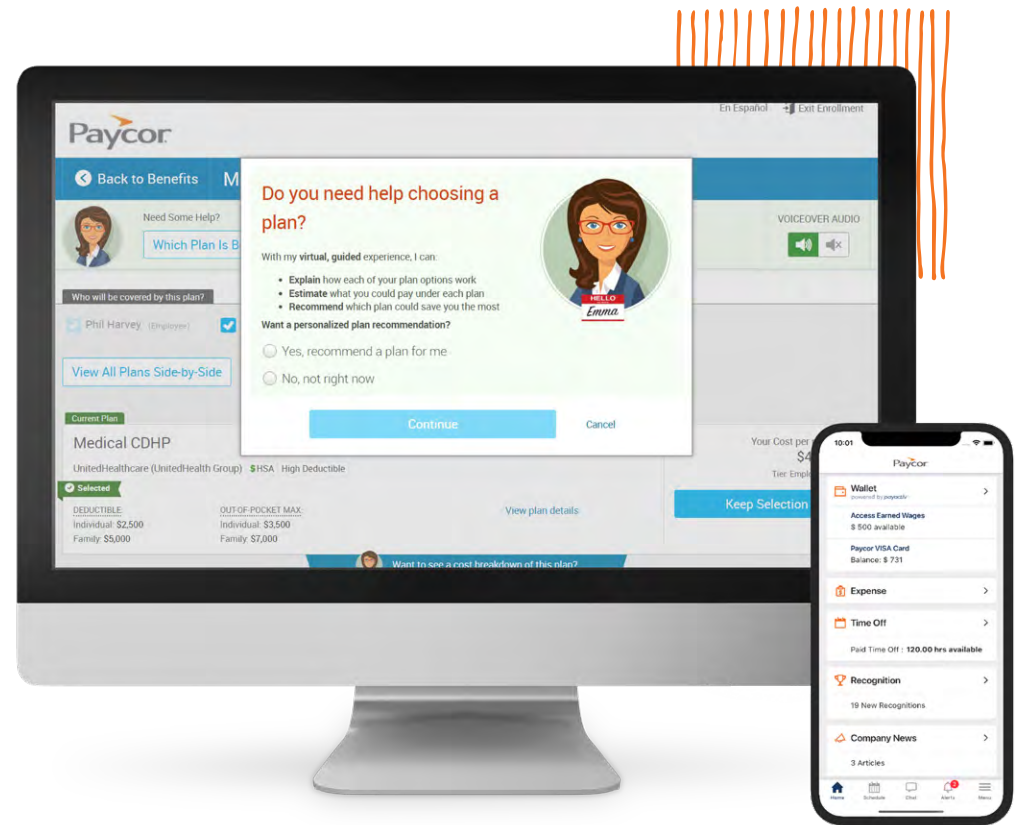 En Español Exit Enrollment
Paycor
Back to Benefits M
Do you need help choosing a
plan?
Need Some Help?
Which Plan Is B
With my virtual, guided experience, I can:
• Explain how each of your plan options work
• Estimate what you could pay under each plan
• Recommend which plan could save you the most
HELLO
Emma
VOICEOVER AUDIO
Want a personalized plan recommendation?
Who will be covered by this plan?
Phil Harvey, (Employee)
Yes, recommend a plan for me
No, not right now
View All Plans Side-by-Side
Continue Cancel
Current Plan
Medical CDHP
Your Cost per
$4
UnitedHealthcare (UnitedHealth Group) $HSA High Deductible
Tier: Empl
Selected
DEDUCTIBLE
Individual: $2,500
Family: $5,000
OUT-OF-POCKET MAX
Individual: $3,500
Family: $7,000
View plan details
Keep Selection
Want to see a cost breakdown of this plan?
10:01
Paycor
Wallet
powered by payactiv
Access Earned Wages
$ 500 available
Paycor VISA Card
Balance: $ 731
Expense
Time Off
Paid Time Off : 120.00 hrs available
Recognition
19 New Recognitions
Company News
3 Articles
2
Home Schedule Chat Alerts Menu